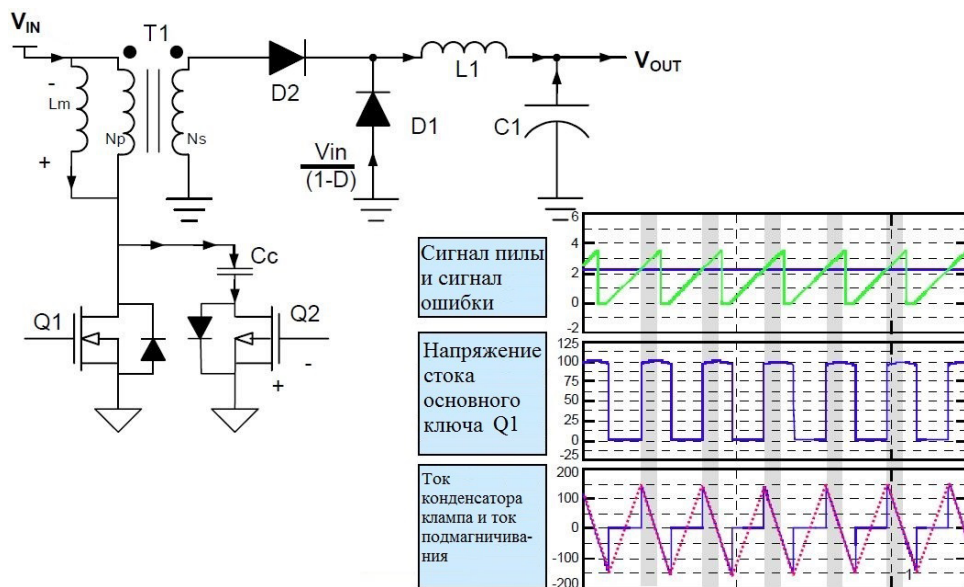 V_IN
T1
D2
L1
V_OUT
D1
C1
-
Lm
Np
Ns
+
Vin
(1-D)
Cc
Q1
Q2
-
+
Сигнал пилы
и сигнал
ошибки
6
4
2
0
-2
Напряжение
стока
основного
ключа Q1
125
100
75
50
25
0
-25
Ток
конденсатора
клампа и ток
подмагничива-
ния
200
100
0
-100
-200